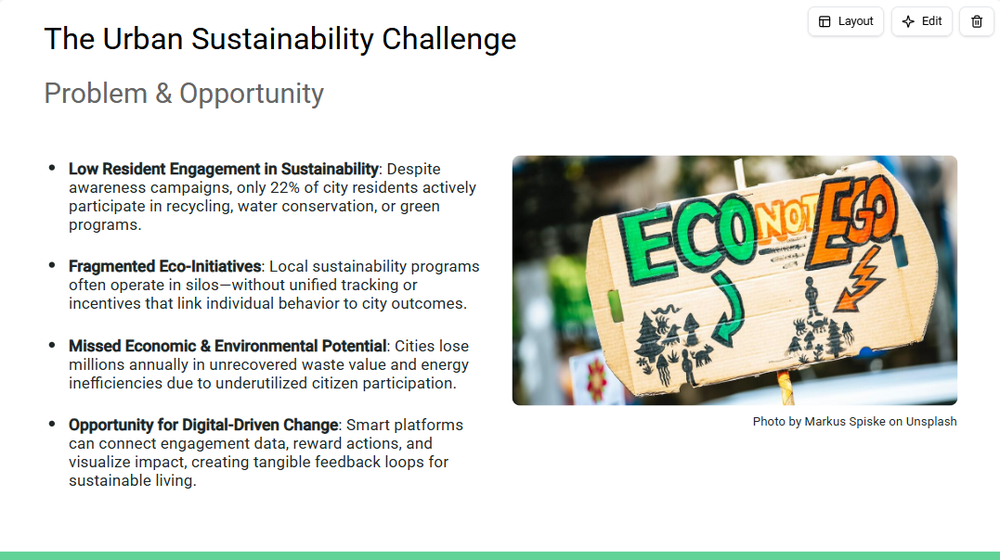 The Urban Sustainability Challenge
Layout
Edit
Problem & Opportunity
• Low Resident Engagement in Sustainability: Despite
awareness campaigns, only 22% of city residents actively
participate in recycling, water conservation, or green
programs.
• Fragmented Eco-Initiatives: Local sustainability programs
often operate in silos—without unified tracking or
incentives that link individual behavior to city outcomes.
• Missed Economic & Environmental Potential: Cities lose
millions annually in unrecovered waste value and energy
inefficiencies due to underutilized citizen participation.
• Opportunity for Digital-Driven Change: Smart platforms
can connect engagement data, reward actions, and
visualize impact, creating tangible feedback loops for
sustainable living.
ECO NOT EGO
Photo by Markus Spiske on Unsplash